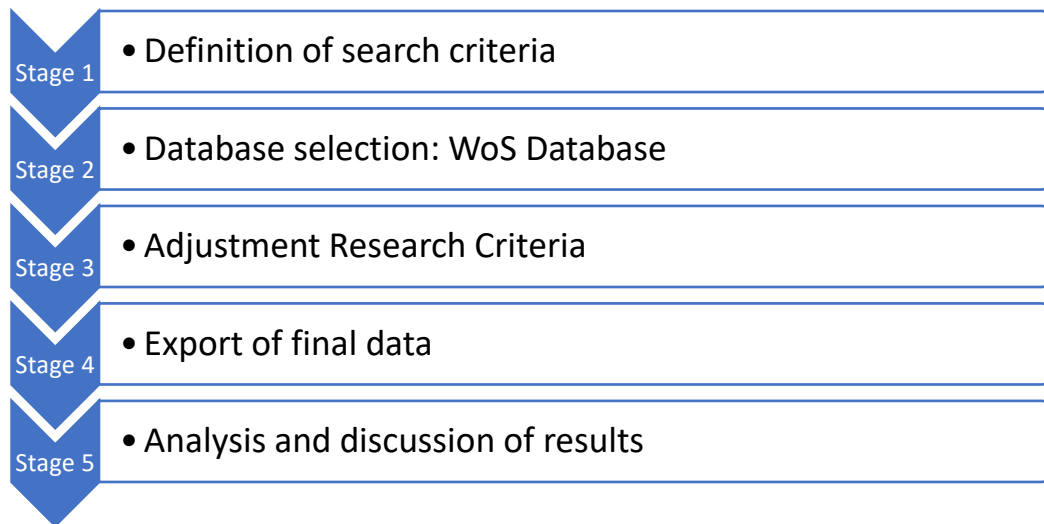 Stage 1
• Definition of search criteria
Stage 2
• Database selection: WoS Database
Stage 3
• Adjustment Research Criteria
Stage 4
• Export of final data
Stage 5
• Analysis and discussion of results